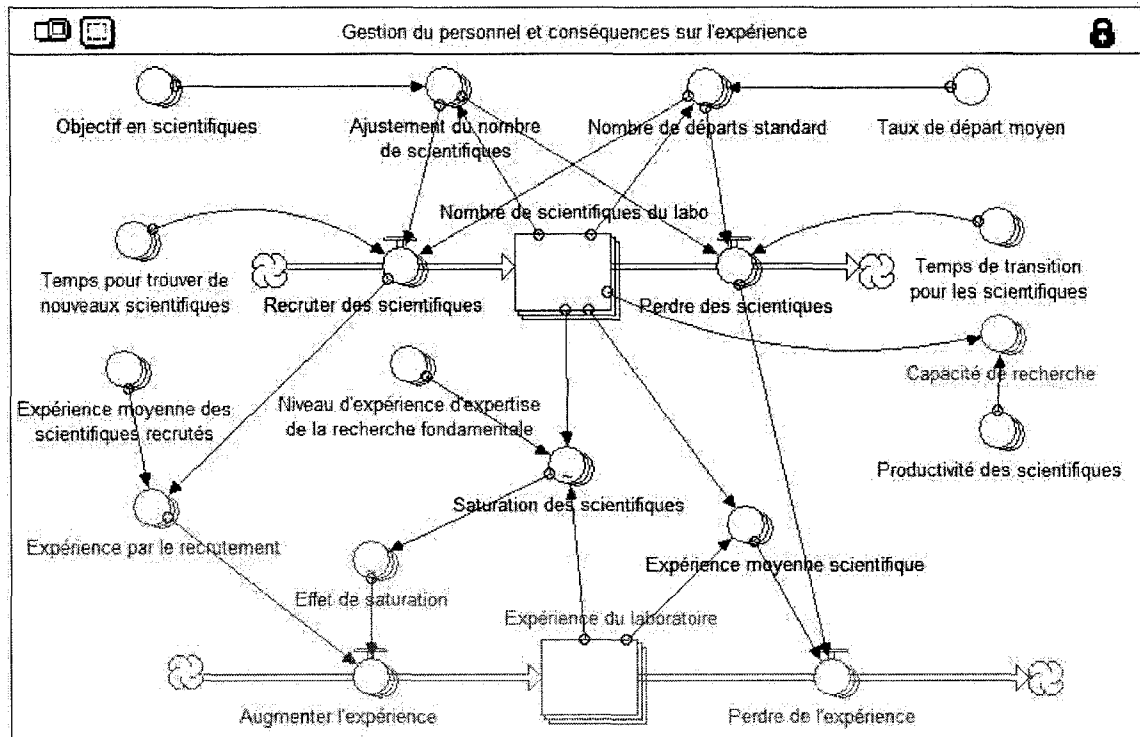 Gestion du personnel et conséquences sur l'expérience
Objectif en scientifiques
Ajustement du nombre
de scientifiques
Nombre de départs standard
Taux de départ moyen
Nombre de scientifiques du labo
Temps pour trouver de
nouveaux scientifiques
Recruter des scientifiques
Perdre des scientiques
Temps de transition
pour les scientifiques
Capacité de recherche
Expérience moyenne des
scientifiques recrutés
Niveau d'expérience d'expertise
de la recherche fondamentale
Productivité des scientifiques
Saturation des scientifiques
Expérience par le recrutement
Expérience moyenne scientifique
Effet de saturation
Expérience du laboratoire
Augmenter l'expérience
Perdre de l'expérience